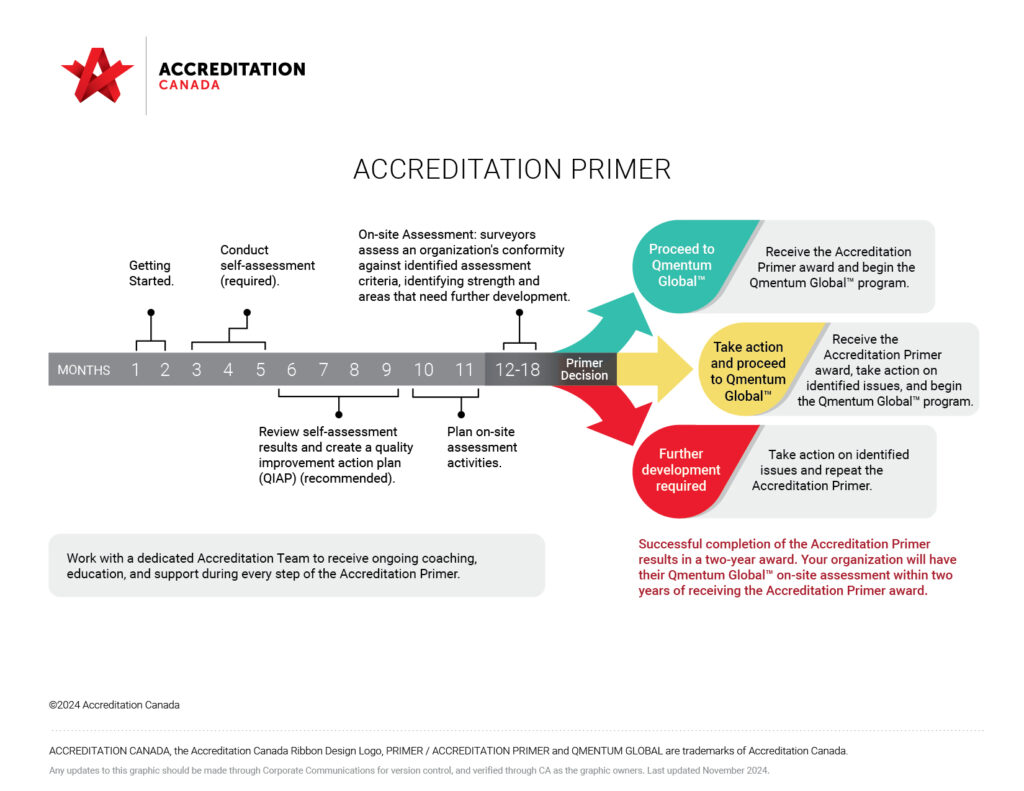 ACCREDITATION
CANADA
ACCREDITATION PRIMER
Getting
Started.
Conduct
self-assessment
(required).
On-site Assessment: surveyors
assess an organization's conformity
against identified assessment
criteria, identifying strength and
areas that need further development.
MONTHS 1 2 3 4 5 6 7 8 9 10 11 12-18
Primer
Decision
Review self-assessment
results and create a quality
improvement action plan
(QIAP) (recommended).
Plan on-site
assessment
activities.
Proceed to
Qmentum
Global™
Receive the Accreditation
Primer award and begin the
Qmentum Global™ program.
Take action
and proceed
to Qmentum
Global™
Receive the
Accreditation Primer
award, take action on
identified issues, and begin
the Qmentum Global™ program.
Further
development
required
Take action on identified
issues and repeat the
Accreditation Primer.
Work with a dedicated Accreditation Team to receive ongoing coaching,
education, and support during every step of the Accreditation Primer.
Successful completion of the Accreditation Primer
results in a two-year award. Your organization will have
their Qmentum Global™ on-site assessment within two
years of receiving the Accreditation Primer award.
©2024 Accreditation Canada
ACCREDITATION CANADA, the Accreditation Canada Ribbon Design Logo, PRIMER / ACCREDITATION PRIMER and QMENTUM GLOBAL are trademarks of Accreditation Canada.
Any updates to this graphic should be made through Corporate Communications for version control, and verified through CA as the graphic owners. Last updated November 2024.